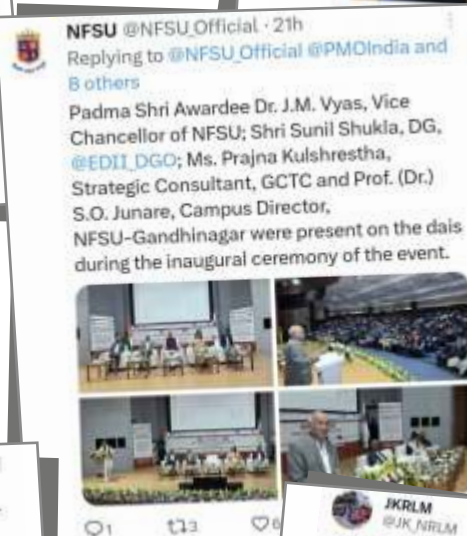 NFSU @NFSU_Official · 21h
Replying to @NFSU_Official @PMOIndia and
8 others
Padma Shri Awardee Dr. J.M. Vyas, Vice
Chancellor of NFSU; Shri Sunil Shukla, DG,
@EDII_DGO; Ms. Prajna Kulshrestha,
Strategic Consultant, GCTC and Prof. (Dr.)
S.O. Junare, Campus Director,
NFSU-Gandhinagar were present on the dais
during the inaugural ceremony of the event.
1 3 6
JKRLM
@JK_NRLM